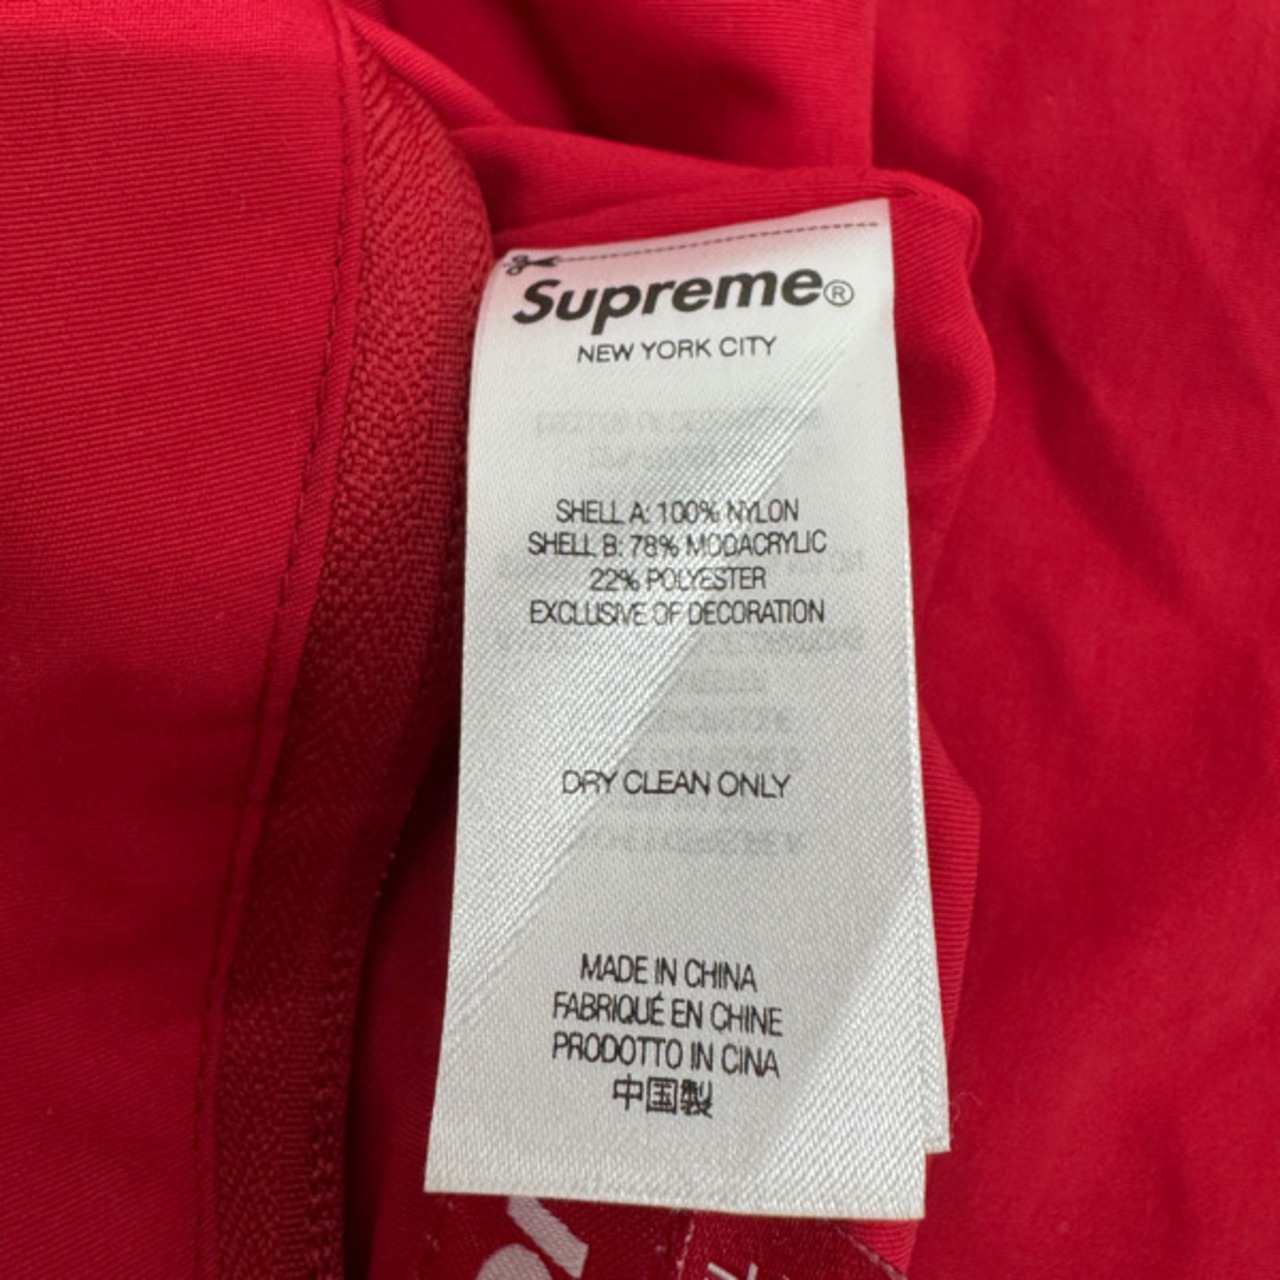 Supreme®
NEW YORK CITY
SHELL A: 100% NYLON
SHELL B: 78% MODACRYLIC
22% POLYESTER
EXCLUSIVE OF DECORATION
DRY CLEAN ONLY
MADE IN CHINA
FABRIQUÉ EN CHINE
PRODOTTO IN CINA
中国製